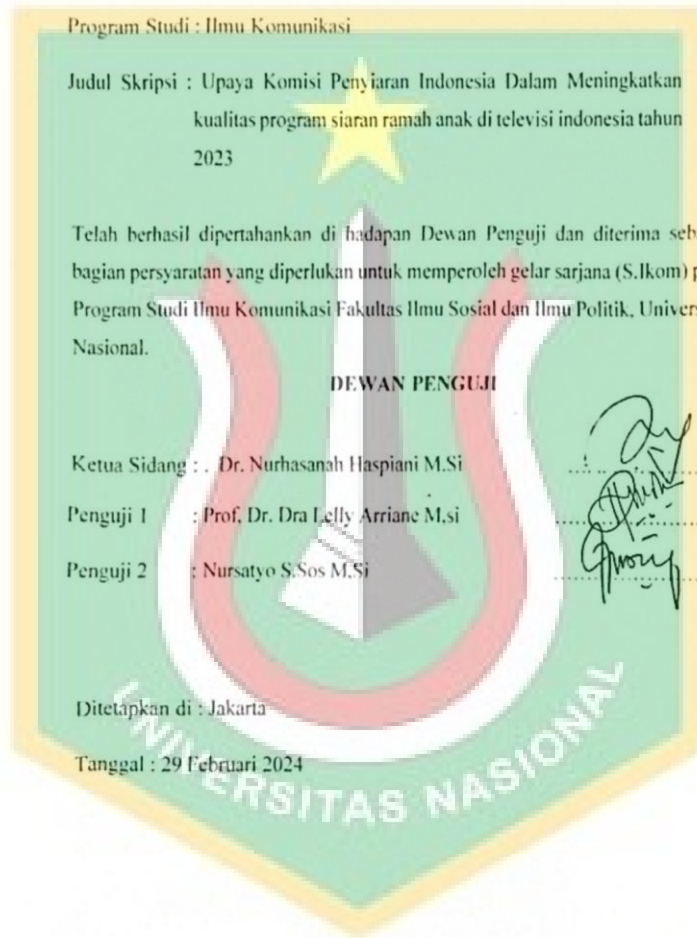 Program Studi : Ilmu Komunikasi
Judul Skripsi : Upaya Komisi Penyiaran Indonesia Dalam Meningkatkan
kualitas program siaran ramah anak di televisi indonesia tahun
2023
Telah berhasil dipertahankan di hadapan Dewan Penguji dan diterima seb
bagian persyaratan yang diperlukan untuk memperoleh gelar sarjana (S.Ikom) p
Program Studi Ilmu Komunikasi Fakultas Ilmu Sosial dan Ilmu Politik, Univers
Nasional.
DEWAN PENGUJI
Ketua Sidang : . Dr. Nurhasanah Haspiani M.Si
Penguji 1 : Prof. Dr. Dra Lelly Arriane M.si
Penguji 2 : Nursatyo S.Sos M.Si
Ditetapkan di : Jakarta
Tanggal : 29 Februari 2024
UNIVERSITAS NASIONAL